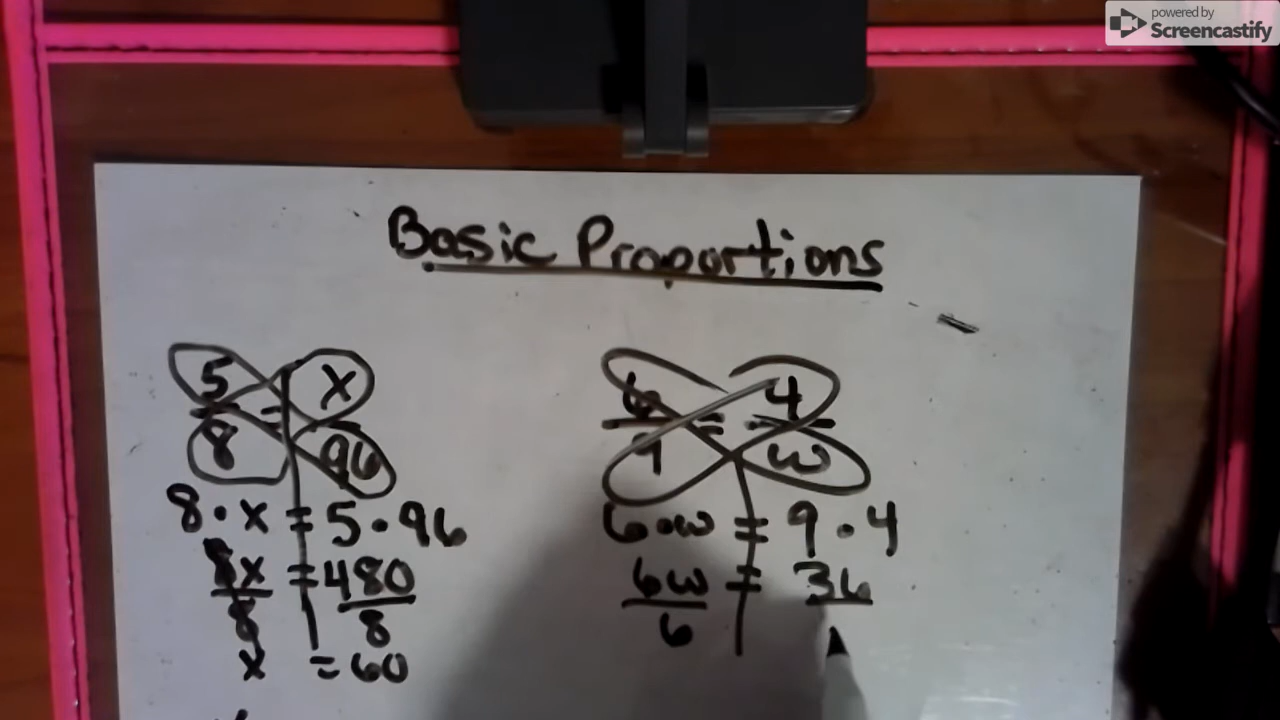 powered by
Screencastify
Basic Proportions
5/8 = x/96
8 · x = 5 · 96
8x/8 = 480/8
x = 60
6/9 = 4/w
6 · w = 9 · 4
6w/6 = 36